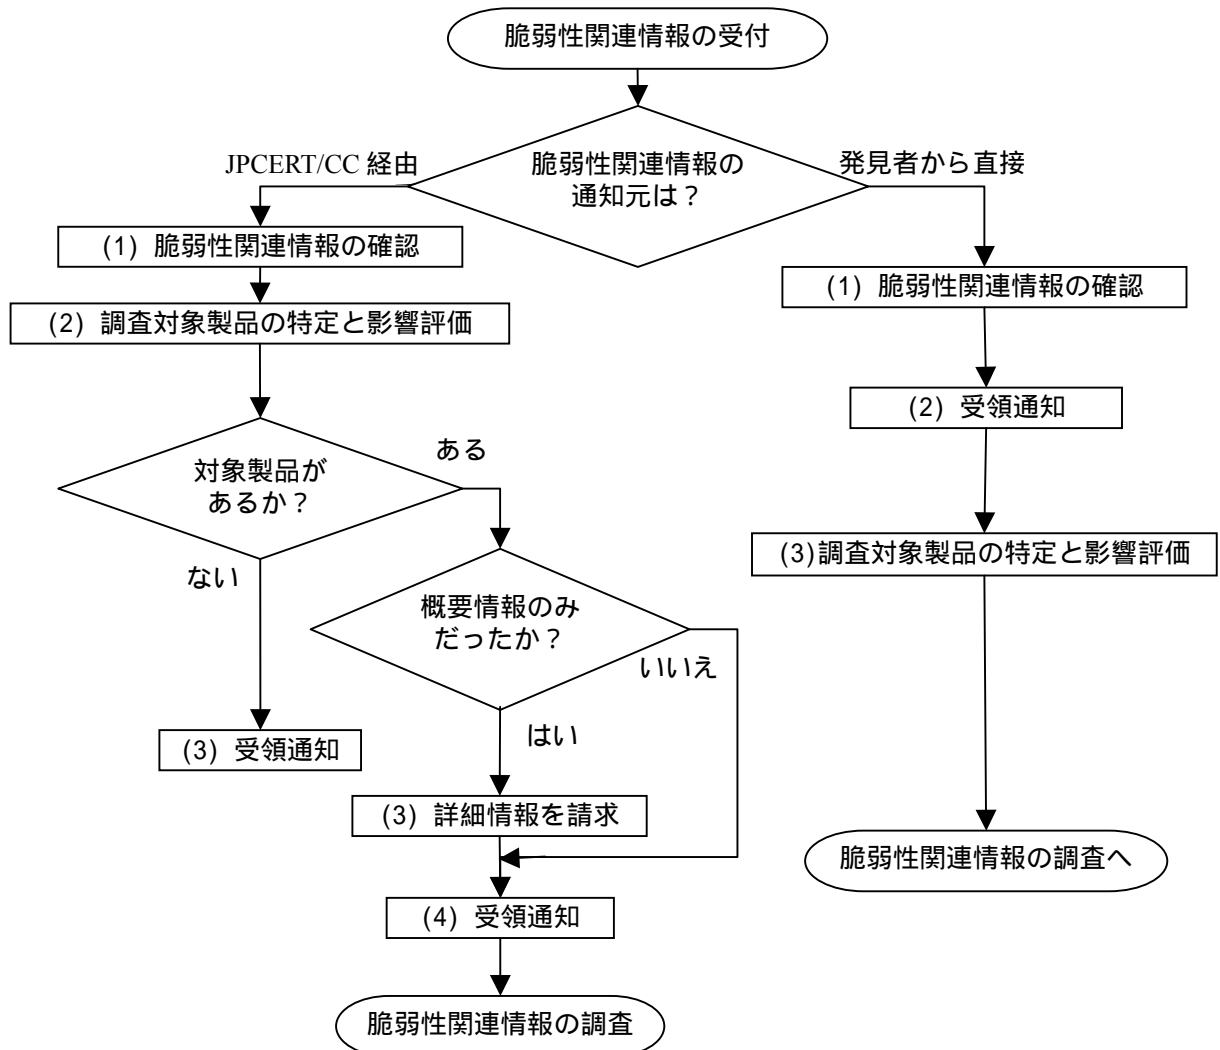 脆弱性関連情報の受付
脆弱性関連情報の
通知元は？
JPCERT/CC 経由
発見者から直接
(1) 脆弱性関連情報の確認
(2) 調査対象製品の特定と影響評価
対象製品が
あるか？
ある
ない
概要情報のみ
だったか？
いいえ
はい
(3) 受領通知
(3) 詳細情報を請求
(4) 受領通知
脆弱性関連情報の調査
(1) 脆弱性関連情報の確認
(2) 受領通知
(3)調査対象製品の特定と影響評価
脆弱性関連情報の調査へ